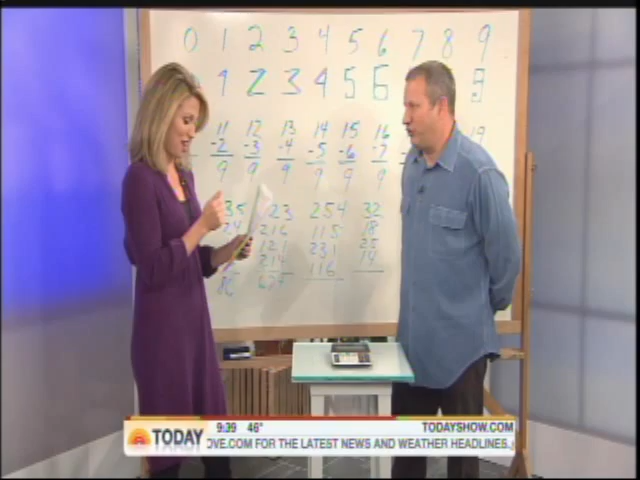 0 1 2 3 4 5 6 7 8 9
1 2 3 4 5 6 9
11 12 13 14 15 16 19
-2 -3 -4 -5 -6 -7
9 9 9 9 9 9
35 223 254 32
24 216 115 18
121 231 25
214 116 14
TODAY 9:39 46° TODAYSHOW.COM
OVE.COM FOR THE LATEST NEWS AND WEATHER HEADLINES.